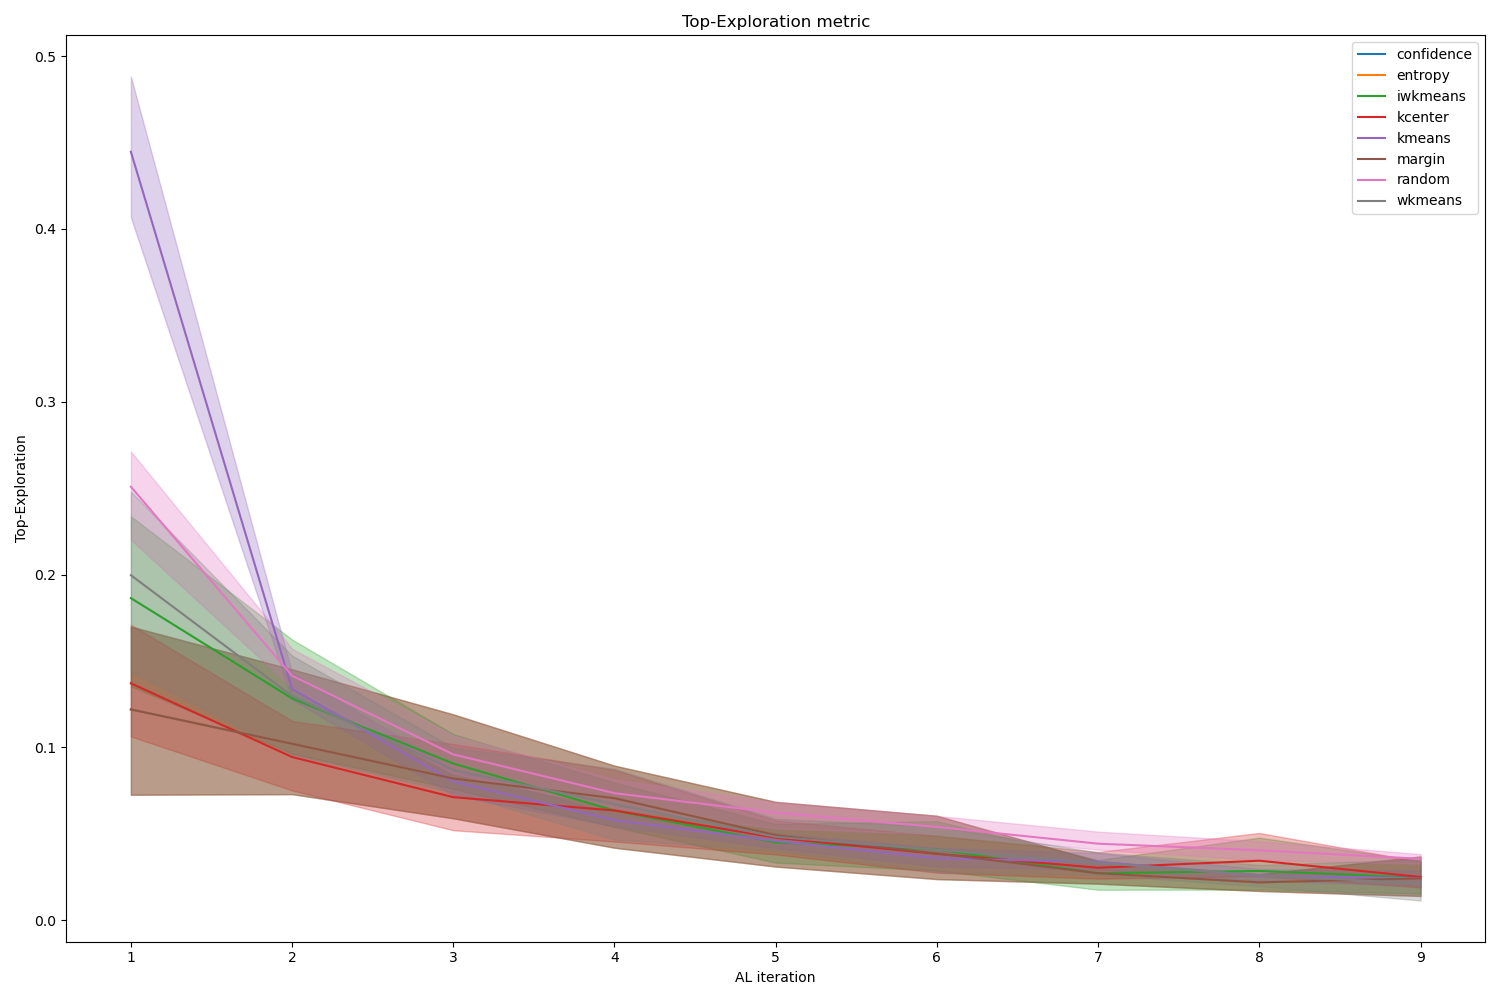 Top-Exploration metric
Top-Exploration
0.5
0.4
0.3
0.2
0.1
0.0
confidence
entropy
iwkmeans
kcenter
kmeans
margin
random
wkmeans
1 2 3 4 5 6 7 8 9
AL iteration